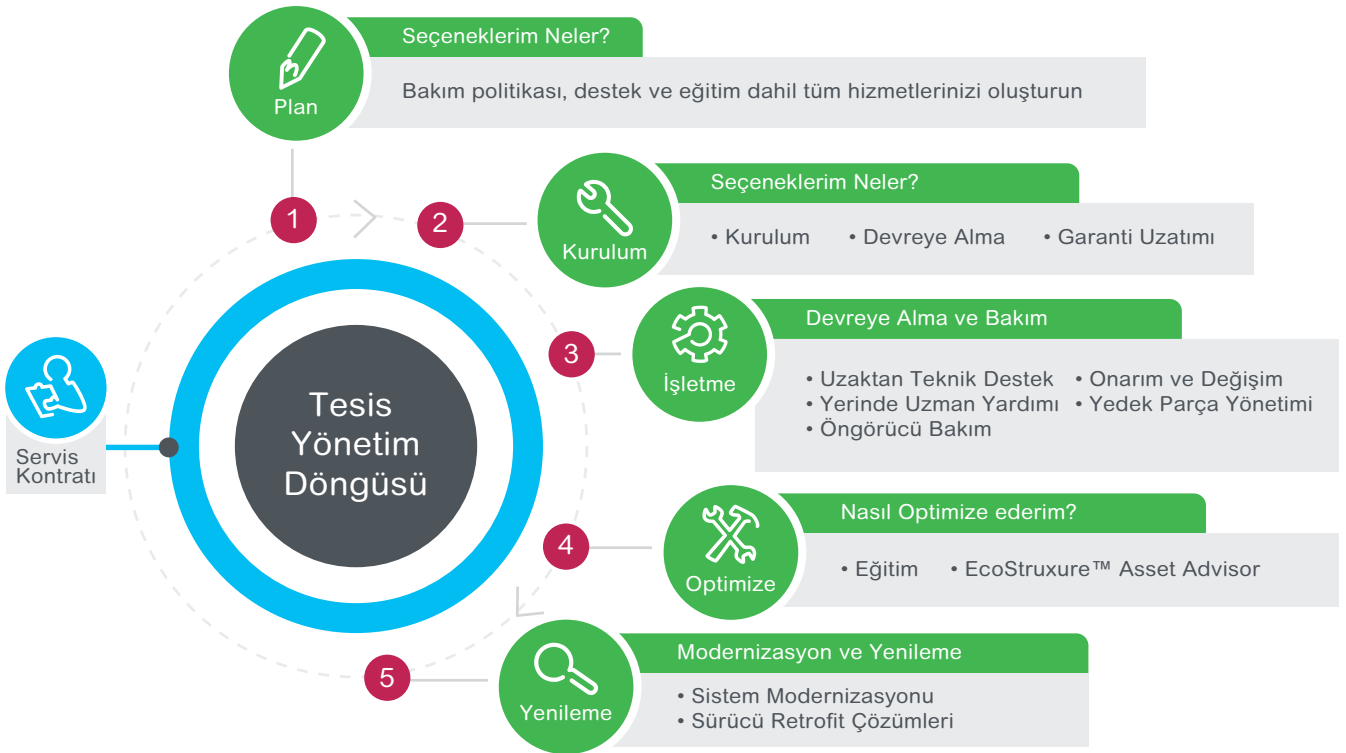 Seçeneklerim Neler?
Plan
Bakım politikası, destek ve eğitim dahil tüm hizmetlerinizi oluşturun
1
2
Seçeneklerim Neler?
Kurulum
• Kurulum • Devreye Alma • Garanti Uzatımı
3
Devreye Alma ve Bakım
İşletme
• Uzaktan Teknik Destek • Onarım ve Değişim
• Yerinde Uzman Yardımı • Yedek Parça Yönetimi
• Öngörücü Bakım
Tesis
Yönetim
Döngüsü
Servis
Kontratı
4
Nasıl Optimize ederim?
Optimize
• Eğitim • EcoStruxure™ Asset Advisor
5
Modernizasyon ve Yenileme
Yenileme
• Sistem Modernizasyonu
• Sürücü Retrofit Çözümleri